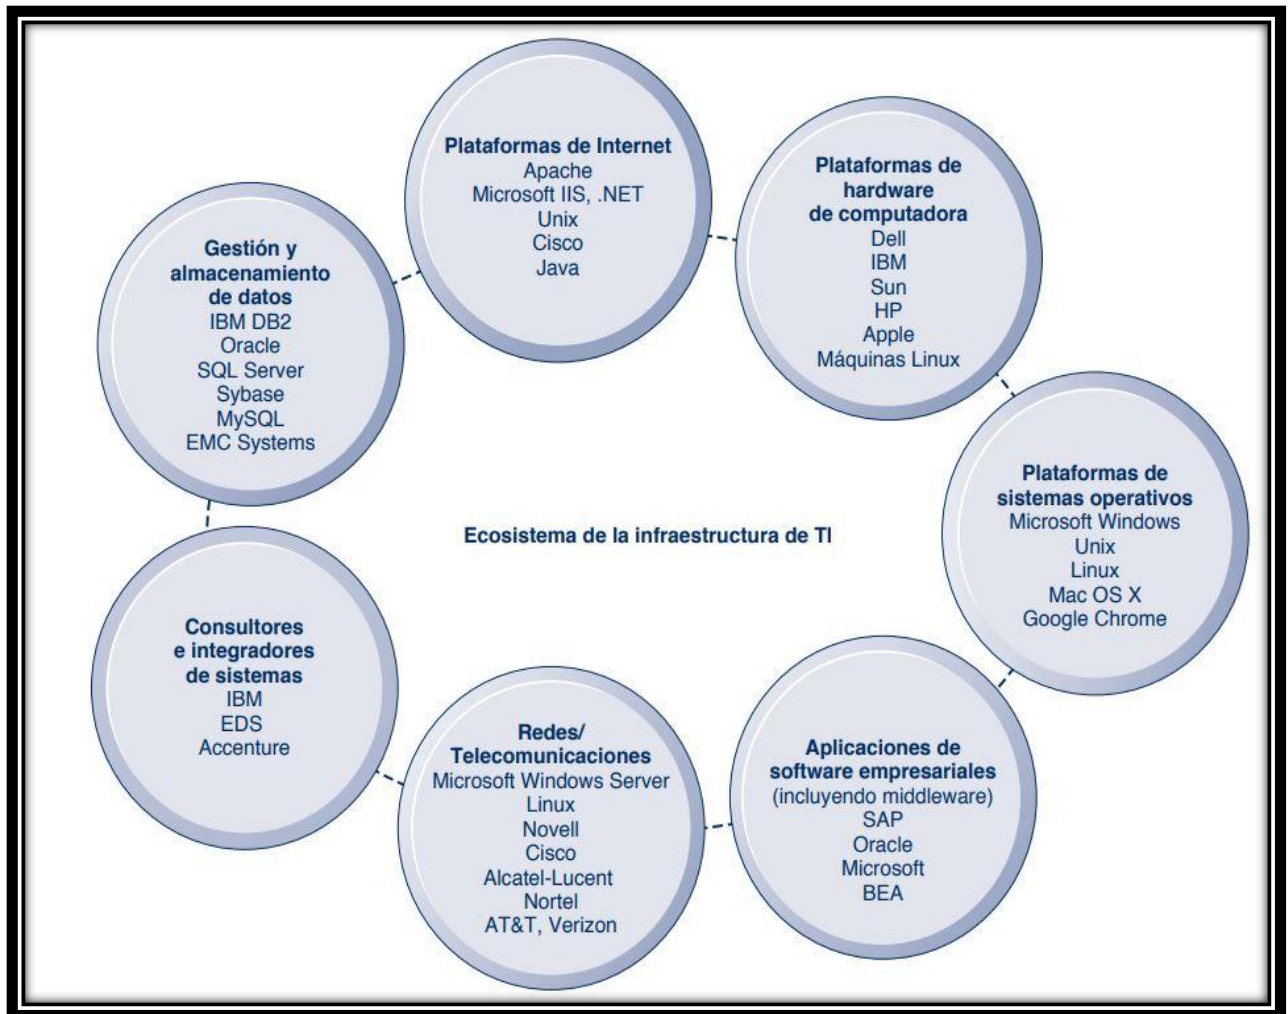 Plataformas de Internet
Apache
Microsoft IIS, .NET
Unix
Cisco
Java
Plataformas de
hardware
de computadora
Dell
IBM
Sun
HP
Apple
Máquinas Linux
Plataformas de
sistemas operativos
Microsoft Windows
Unix
Linux
Mac OS X
Google Chrome
Aplicaciones de
software empresariales
(incluyendo middleware)
SAP
Oracle
Microsoft
BEA
Redes/
Telecomunicaciones
Microsoft Windows Server
Linux
Novell
Cisco
Alcatel-Lucent
Nortel
AT&T, Verizon
Consultores
e integradores
de sistemas
IBM
EDS
Accenture
Gestión y
almacenamiento
de datos
IBM DB2
Oracle
SQL Server
Sybase
MySQL
EMC Systems
Ecosistema de la infraestructura de TI